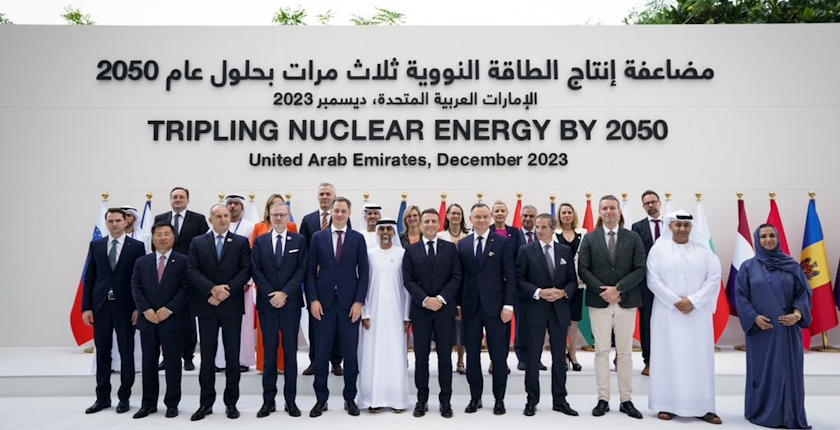 مضاعفة إنتاج الطاقة النووية ثلاث مرات بحلول عام 2050
الإمارات العربية المتحدة، ديسمبر 2023
TRIPLING NUCLEAR ENERGY BY 2050
United Arab Emirates, December 2023